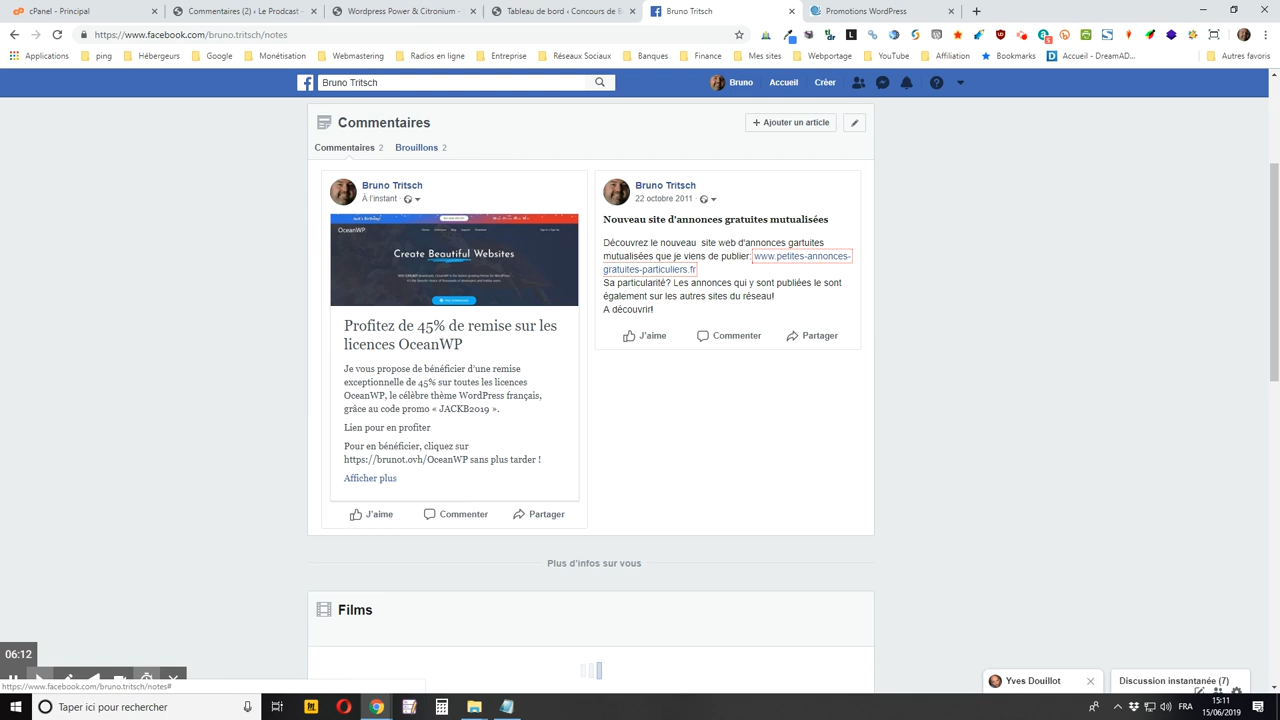 cPanel - Principal
Commentaires (2) ‹ Le Prodcast -
Wordpress Power & Citronium -
Tableau de bord ‹ Concours de B
Bruno Tritsch
Promotions WordPress
https://www.facebook.com/bruno.tritsch/notes
Applications
ping
Hébergeurs
Google
Monétisation
Webmastering
Radios en ligne
Entreprise
Réseaux Sociaux
Banques
Finance
Mes sites
Webportage
YouTube
Affiliation
Bookmarks
Accueil - DreamAD...
Autres favoris
Bruno Tritsch
Bruno
Accueil
Créer
Commentaires
+ Ajouter un article
Commentaires 2
Brouillons 2
Bruno Tritsch
À l'instant ·
OceanWP.
Create Beautiful Websites
Profitez de 45% de remise sur les
licences OceanWP
Je vous propose de bénéficier d'une remise
exceptionnelle de 45% sur toutes les licences
OceanWP, le célèbre thème WordPress français,
grâce au code promo « JACKB2019 ».
Lien pour en profiter
Pour en bénéficier, cliquez sur
https://brunot.ovh/OceanWP sans plus tarder !
Afficher plus
J'aime
Commenter
Partager
Bruno Tritsch
22 octobre 2011 ·
Nouveau site d'annonces gratuites mutualisées
Découvrez le nouveau site web d'annonces gartuites
mutualisées que je viens de publier: www.petites-annonces-
gratuites-particuliers.fr
Sa particularité? Les annonces qui y sont publiées le sont
également sur les autres sites du réseau!
A découvrir!
J'aime
Commenter
Partager
Plus d'infos sur vous
Films
06:12
https://www.facebook.com/bruno.tritsch/notes#
Yves Douillot
Discussion instantanée (7)
Taper ici pour rechercher
FRA
15:11
15/06/2019